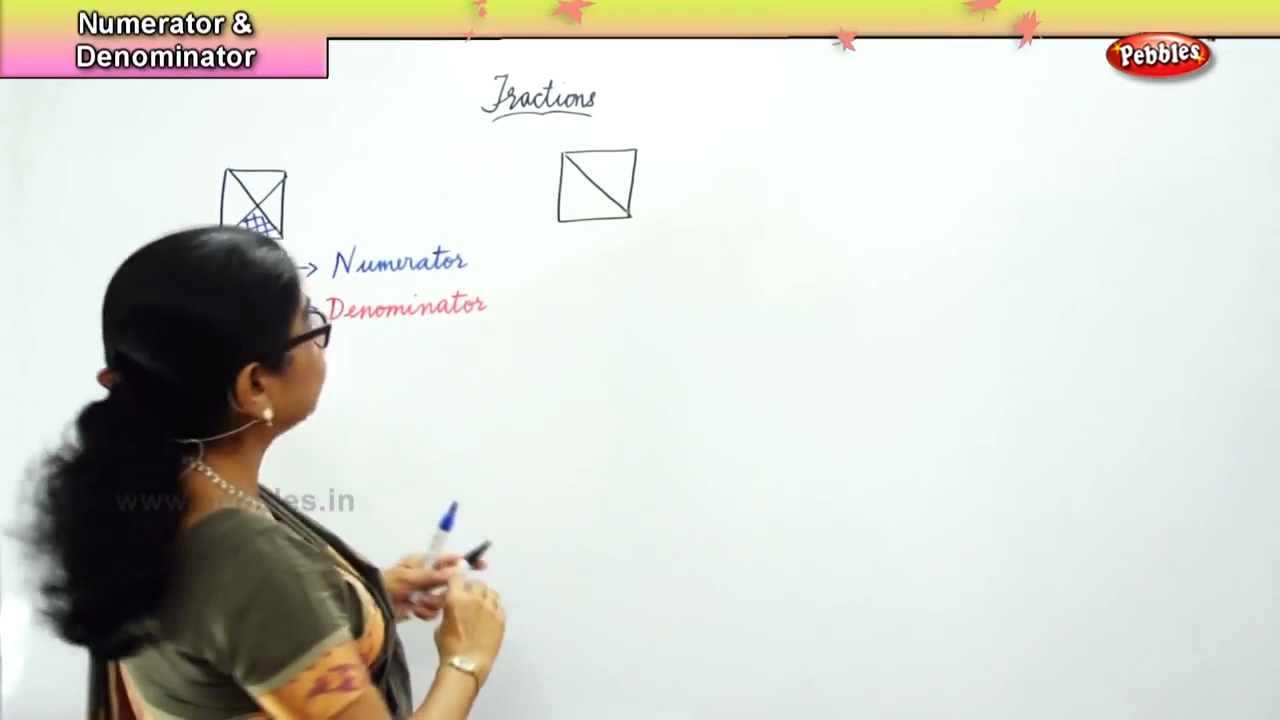 Numerator &
Denominator
Pebbles
Fractions
Numerator
Denominator